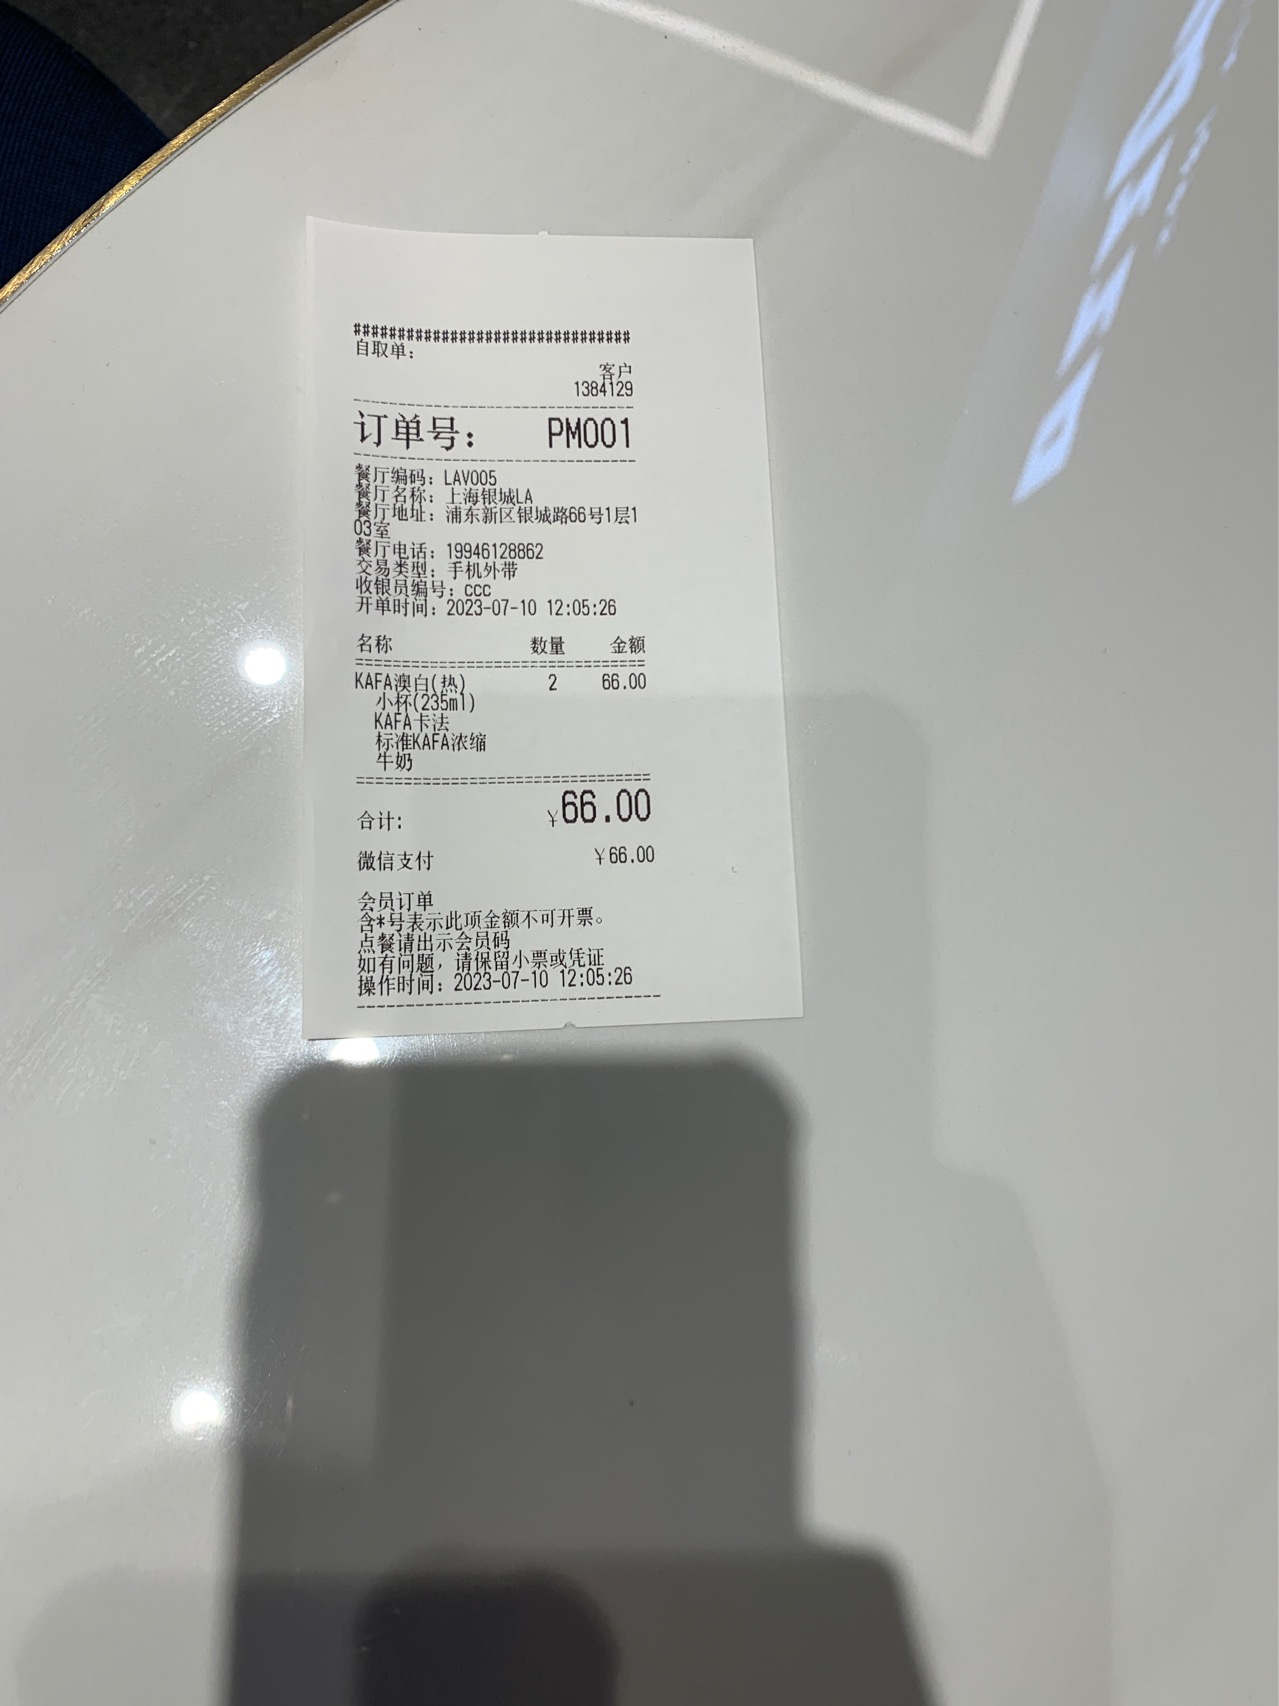 ##############################
自取单：
客户
1384129
订单号： PM001
餐厅编码：LAV005
餐厅名称：上海银城LA
餐厅地址：浦东新区银城路66号1层1
03室
餐厅电话：19946128862
交易类型：手机外带
收银员编号：ccc
开单时间：2023-07-10 12:05:26
名称 数量 金额
KAFA澳白(热) 2 66.00
小杯(235ml)
KAFA卡法
标准KAFA浓缩
牛奶
合计: ￥66.00
微信支付 ￥66.00
会员订单
含*号表示此项金额不可开票。
点餐请出示会员码
如有问题，请保留小票或凭证
操作时间：2023-07-10 12:05:26